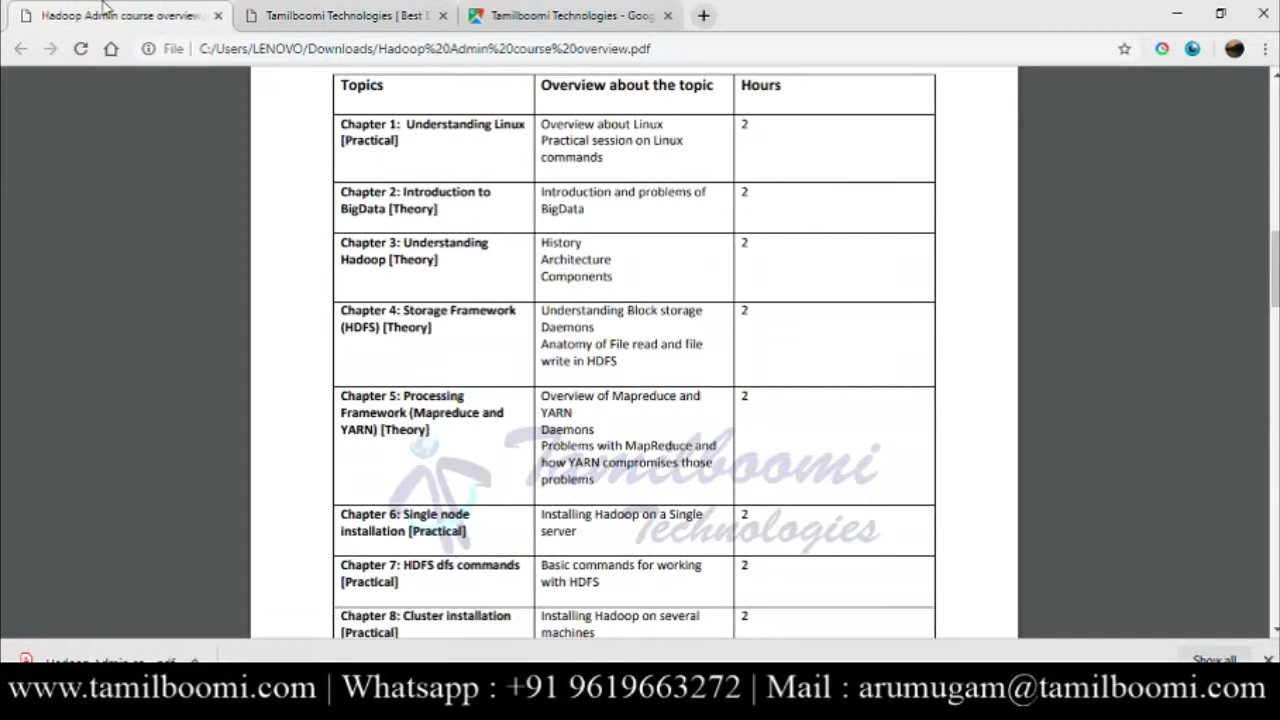 Hadoop Admin course overview
Tamilboomi Technologies | Best
Tamilboomi Technologies - Goog
File
C:/Users/LENOVO/Downloads/Hadoop%20Admin%20course%20overview.pdf
Topics
Overview about the topic
Hours
Chapter 1: Understanding Linux
[Practical]
Overview about Linux
Practical session on Linux
commands
2
Chapter 2: Introduction to
BigData [Theory]
Introduction and problems of
BigData
2
Chapter 3: Understanding
Hadoop [Theory]
History
Architecture
Components
2
Chapter 4: Storage Framework
(HDFS) [Theory]
Understanding Block storage
Daemons
Anatomy of File read and file
write in HDFS
2
Chapter 5: Processing
Framework (Mapreduce and
YARN) [Theory]
Overview of Mapreduce and
YARN
Daemons
Problems with MapReduce and
how YARN compromises those
problems
2
Tamilboomi
Technologies
Chapter 6: Single node
installation [Practical]
Installing Hadoop on a Single
server
2
Chapter 7: HDFS dfs commands
[Practical]
Basic commands for working
with HDFS
2
Chapter 8: Cluster installation
[Practical]
Installing Hadoop on several
machines
2
Show all
www.tamilboomi.com | Whatsapp : +91 9619663272 | Mail : arumugam@tamilboomi.com